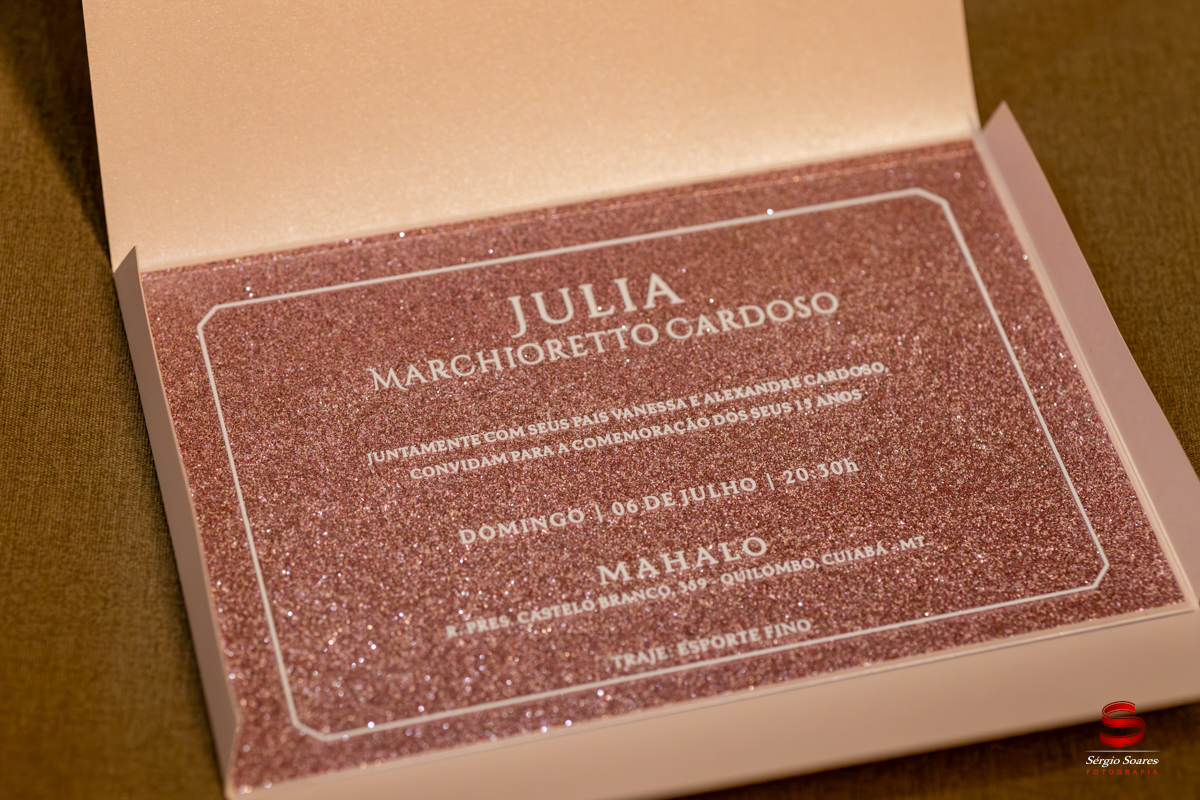 JULIA
MARCHIORETTO CARDOSO
JUNTAMENTE COM SEUS PAIS VANESSA E ALEXANDRE CARDOSO,
CONVIDAM PARA A COMEMORAÇÃO DOS SEUS 15 ANOS
DOMINGO | 06 DE JULHO | 20:30h
MAHALO
R. PRES. CASTELO BRANCO, 369 - QUILOMBO, CUIABÁ - MT
TRAJE: ESPORTE FINO
Sérgio Soares
FOTOGRAFIA